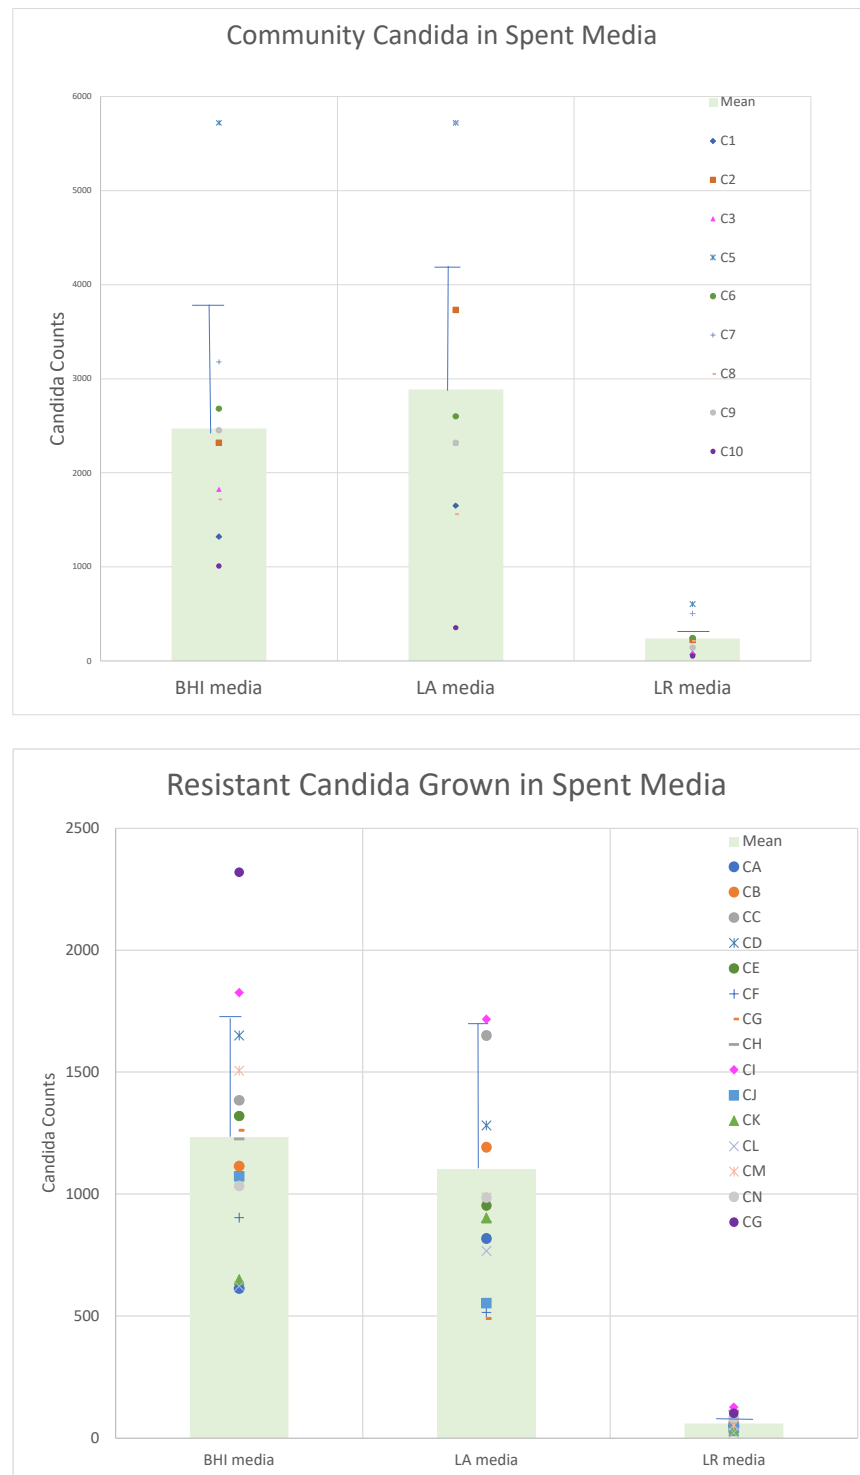 Community Candida in Spent Media
6000
5000
4000
3000
2000
1000
0
Candida Counts
BHI media
LA media
LR media
Mean
C1
C2
C3
C5
C6
C7
C8
C9
C10
Resistant Candida Grown in Spent Media
2500
2000
1500
1000
500
0
Candida Counts
BHI media
LA media
LR media
Mean
CA
CB
CC
CD
CE
CF
CG
CH
CI
CJ
CK
CL
CM
CN
CG